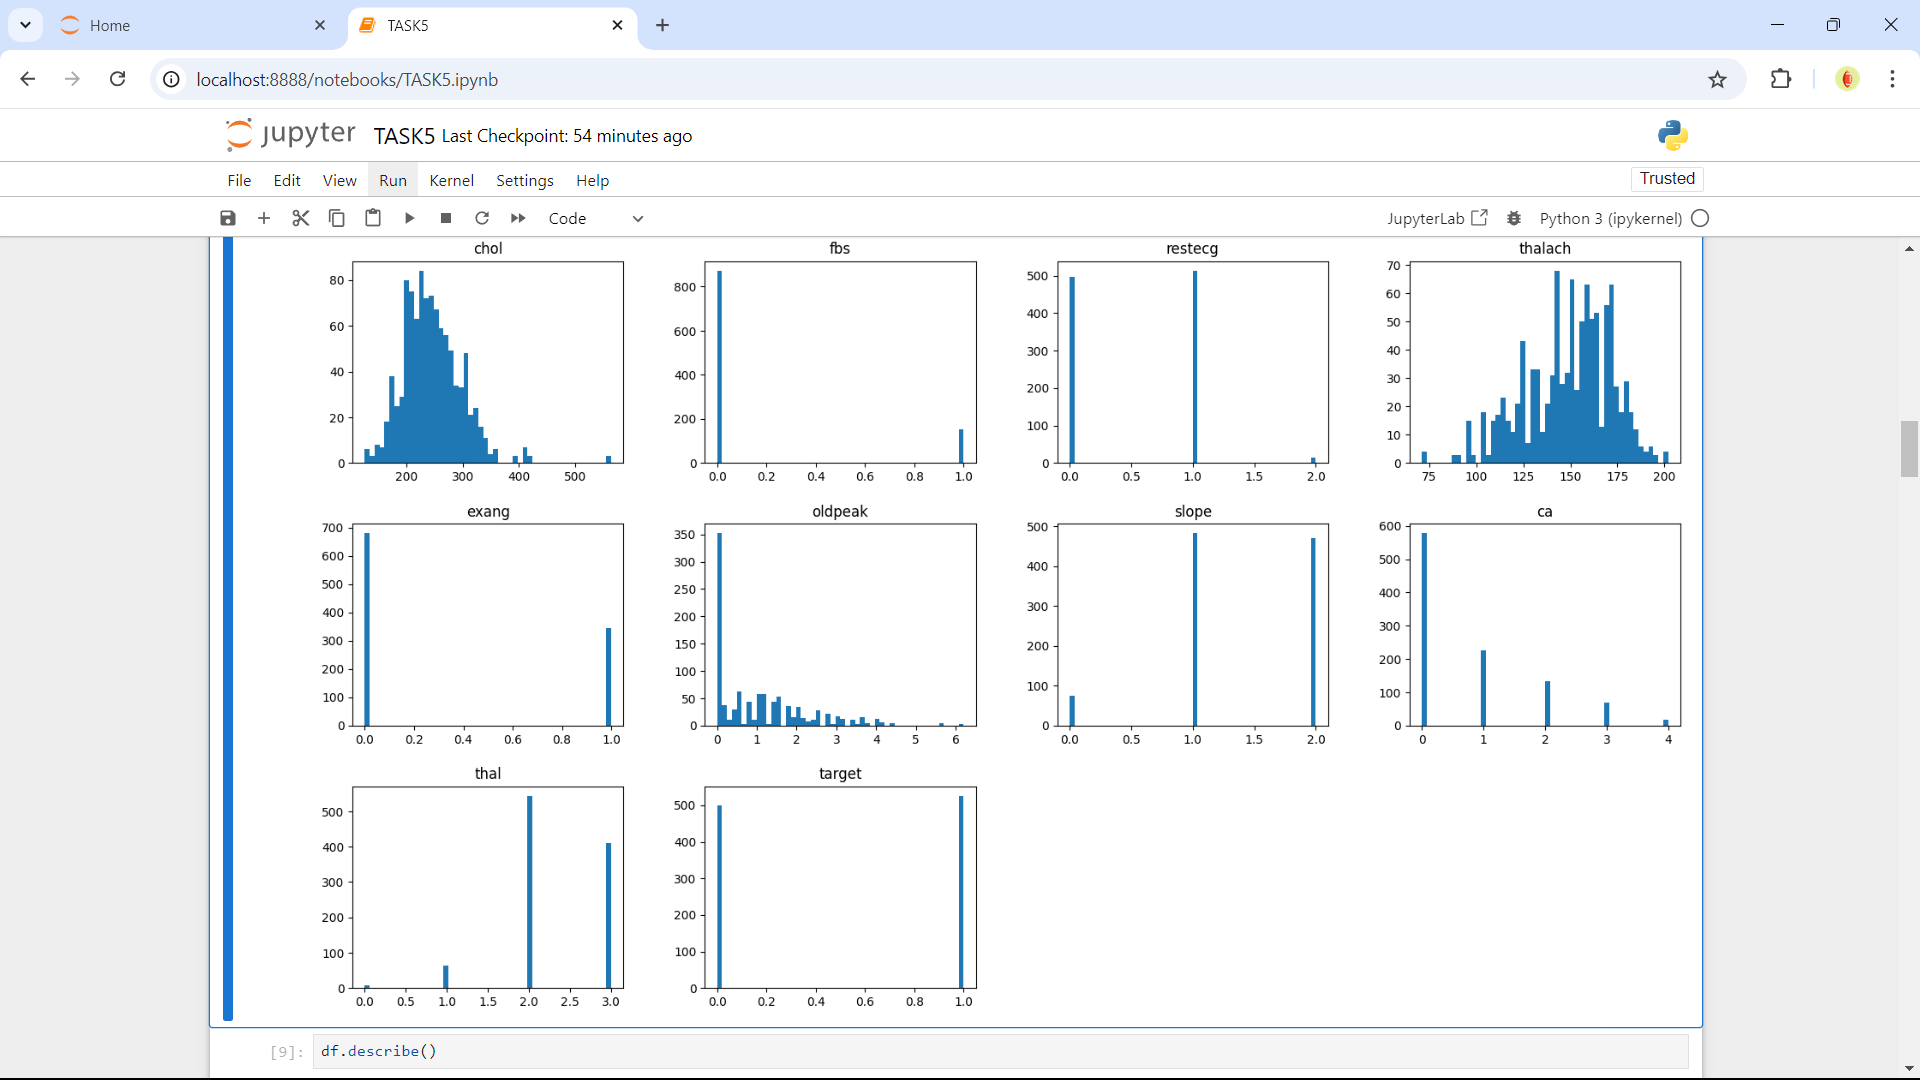 Home
TASK5
localhost:8888/notebooks/TASK5.ipynb
jupyter TASK5 Last Checkpoint: 54 minutes ago
File Edit View Run Kernel Settings Help
Trusted
Code
JupyterLab
Python 3 (ipykernel)
chol
80
60
40
20
0
200 300 400 500
fbs
800
600
400
200
0
0.0 0.2 0.4 0.6 0.8 1.0
restecg
500
400
300
200
100
0
0.0 0.5 1.0 1.5 2.0
thalach
70
60
50
40
30
20
10
0
75 100 125 150 175 200
exang
700
600
500
400
300
200
100
0
0.0 0.2 0.4 0.6 0.8 1.0
oldpeak
350
300
250
200
150
100
50
0
0 1 2 3 4 5 6
slope
500
400
300
200
100
0
0.0 0.5 1.0 1.5 2.0
ca
600
500
400
300
200
100
0
0 1 2 3 4
thal
500
400
300
200
100
0
0.0 0.5 1.0 1.5 2.0 2.5 3.0
target
500
400
300
200
100
0
0.0 0.2 0.4 0.6 0.8 1.0
[9]: df.describe()